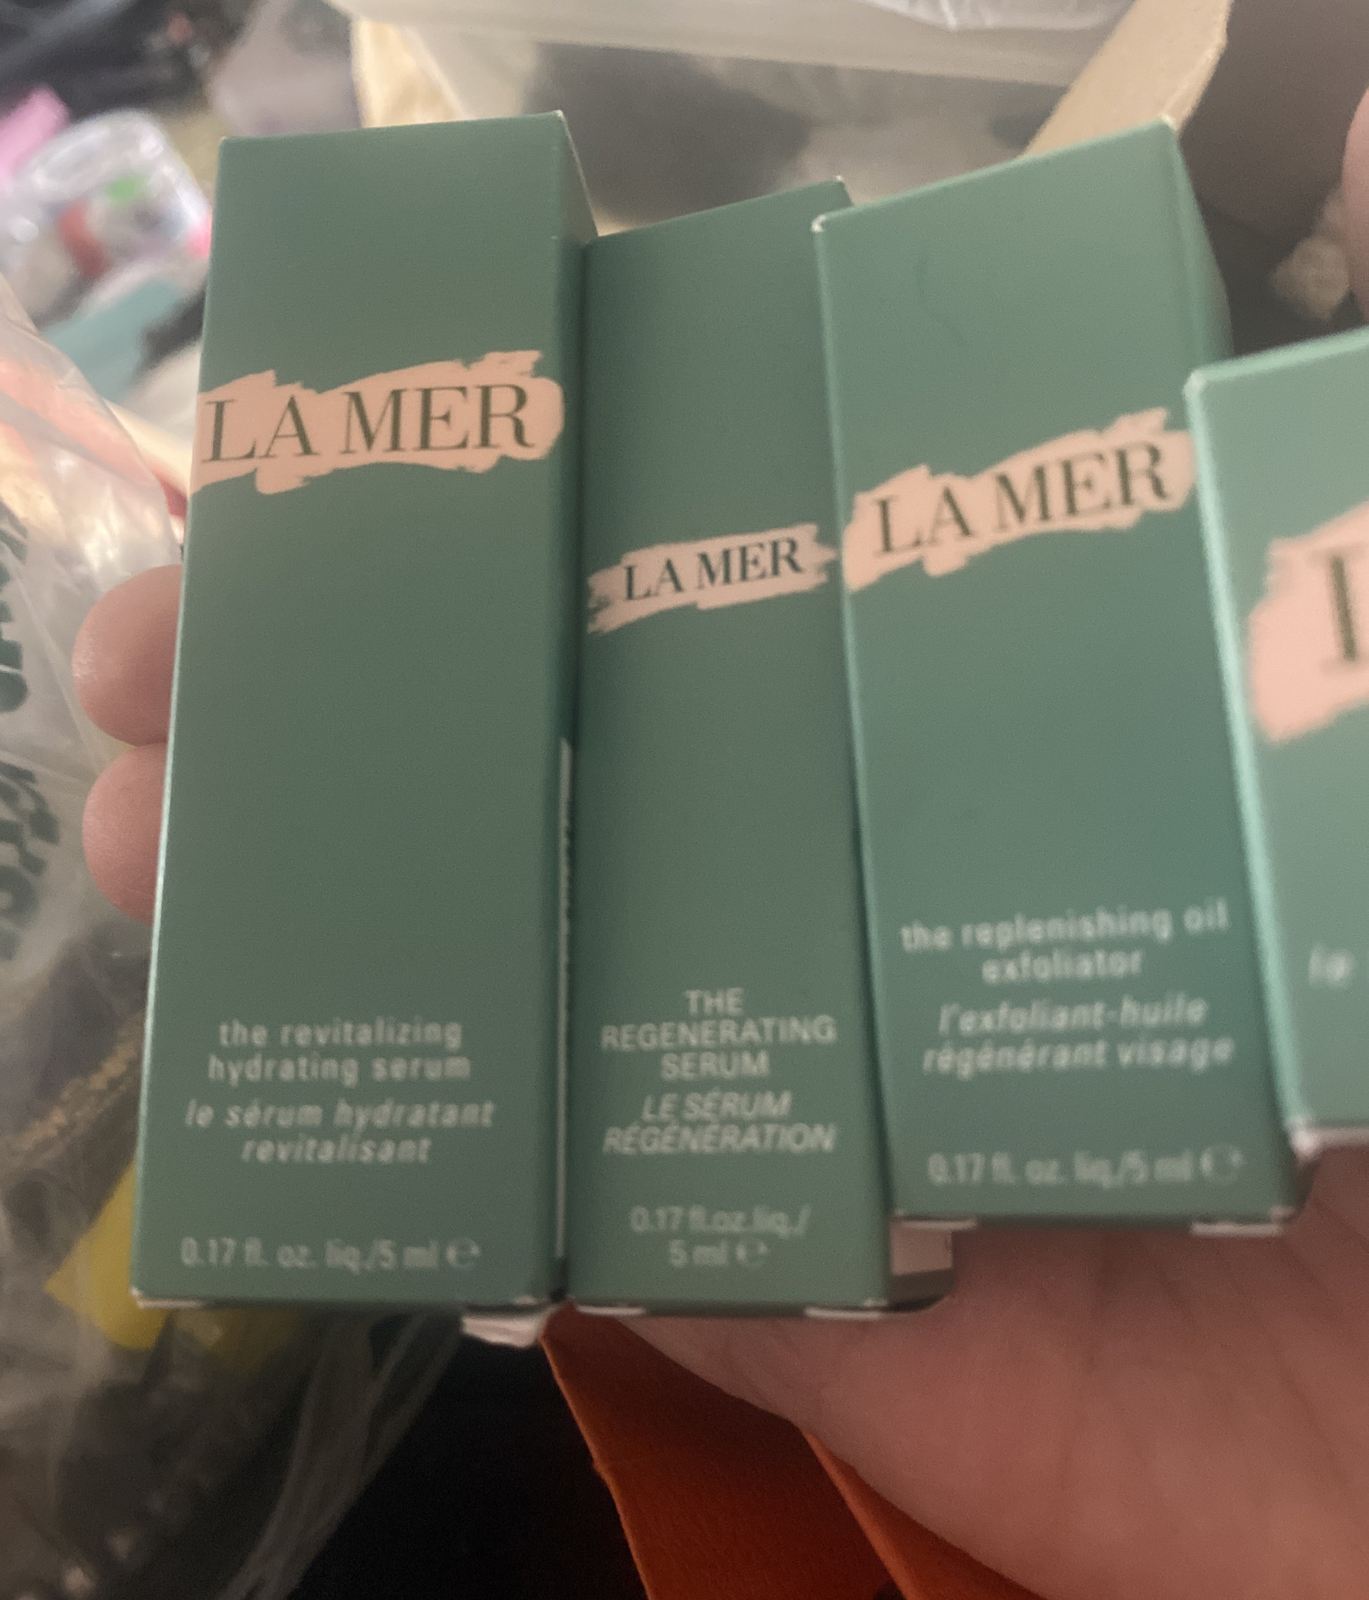 LA MER
the revitalizing
hydrating serum
le sérum hydratant
revitalisant
0.17 fl. oz. liq./5 ml ℮
LA MER
THE
REGENERATING
SERUM
LE SÉRUM
RÉGÉNÉRATION
0.17 fl.oz.liq./
5 ml ℮
LA MER
the replenishing oil
exfoliator
l'exfoliant-huile
régénérant visage
0.17 fl. oz. liq./5 ml ℮
L
le